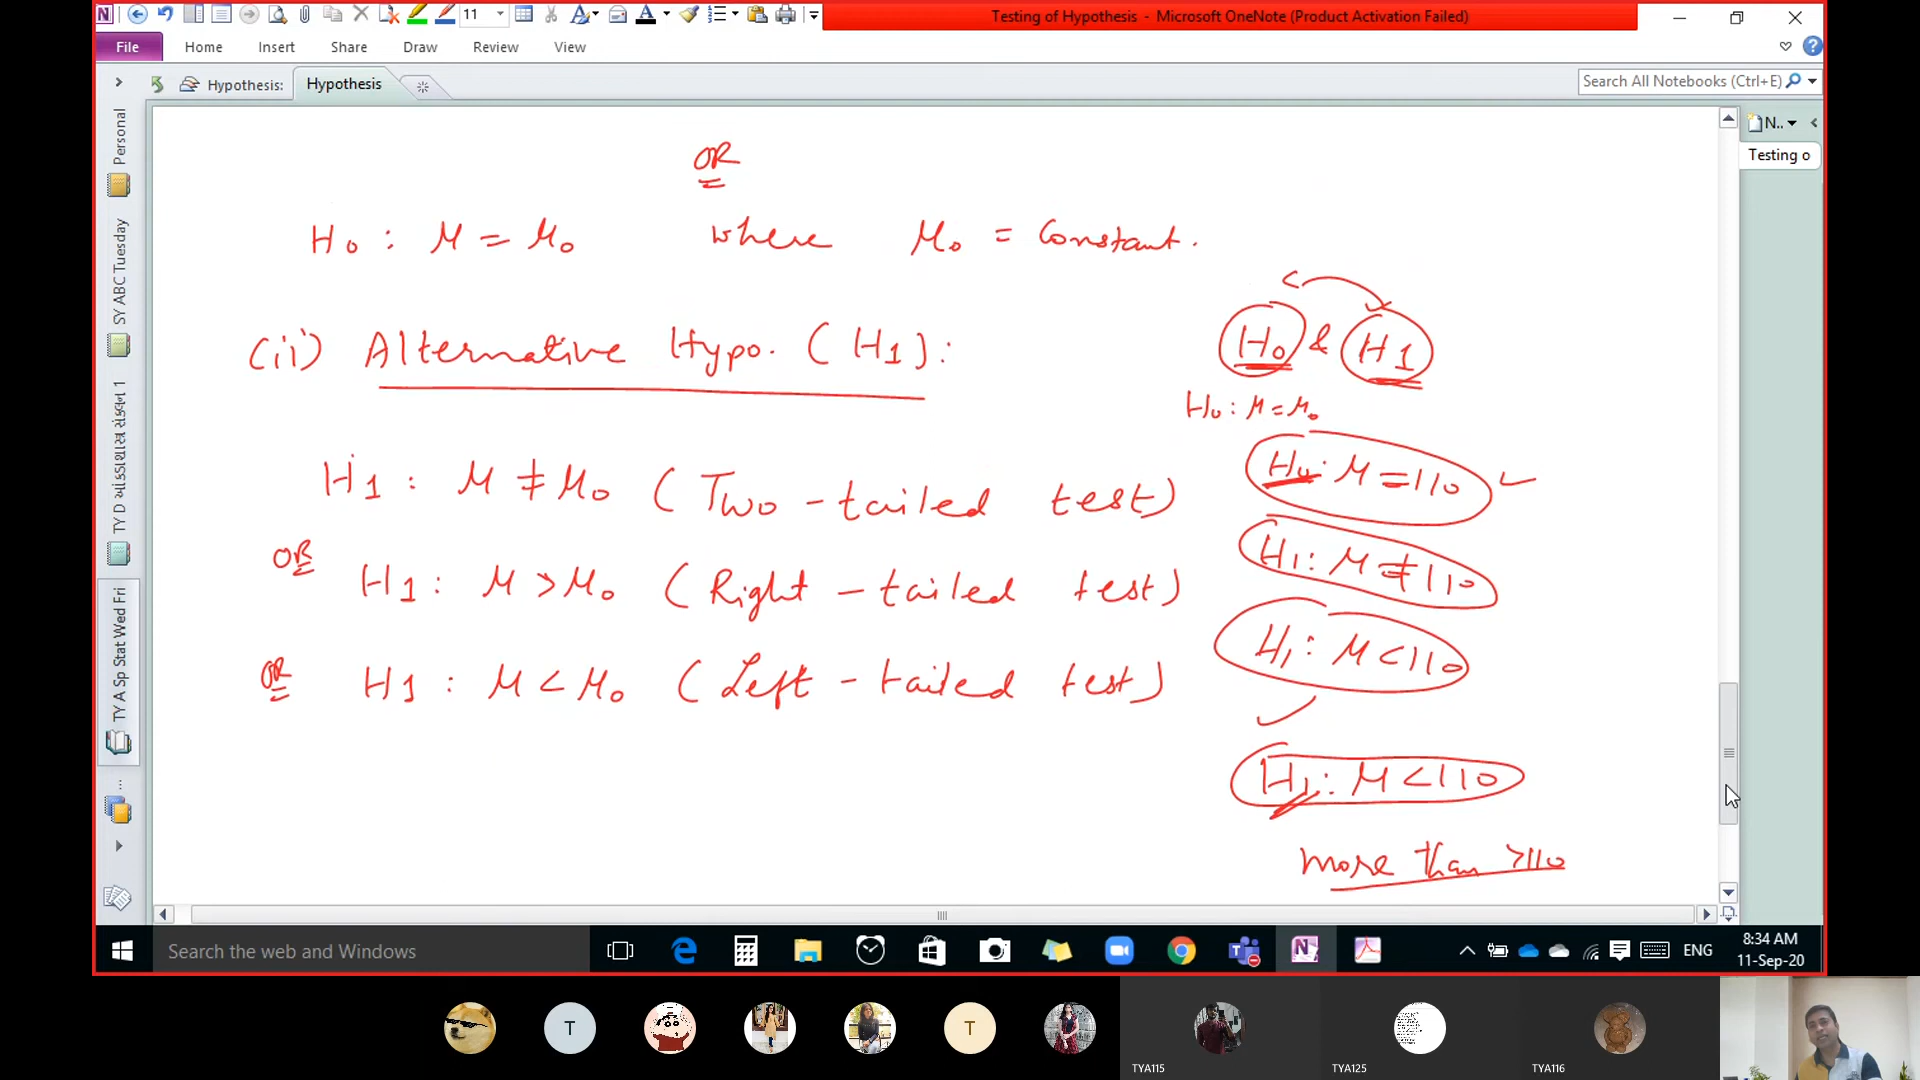 11
Testing of Hypothesis - Microsoft OneNote (Product Activation Failed)
File Home Insert Share Draw Review View
Hypothesis: Hypothesis
Search All Notebooks (Ctrl+E)
N..
Testing o
Personal
SY ABC Tuesday
TY A Sp Stat Wed Fri
OR
H₀ : μ = μ₀ where μ₀ = Constant.
(ii) Alternative Hypo. (H1):
H₀ & H1
H₀ : μ = μ₀
H₀ : μ = 110
H1 : μ ≠ μ₀ (Two-tailed test)
H₁ : μ ≠ 110
OR
H1 : μ > μ₀ (Right-tailed test)
H₁ : μ < 110
OR
H1 : μ < μ₀ (Left-tailed test)
H₁ : μ < 110
more than >110
Search the web and Windows
ENG
8:34 AM
11-Sep-20
T
T
TYA115
TYA125
TYA116